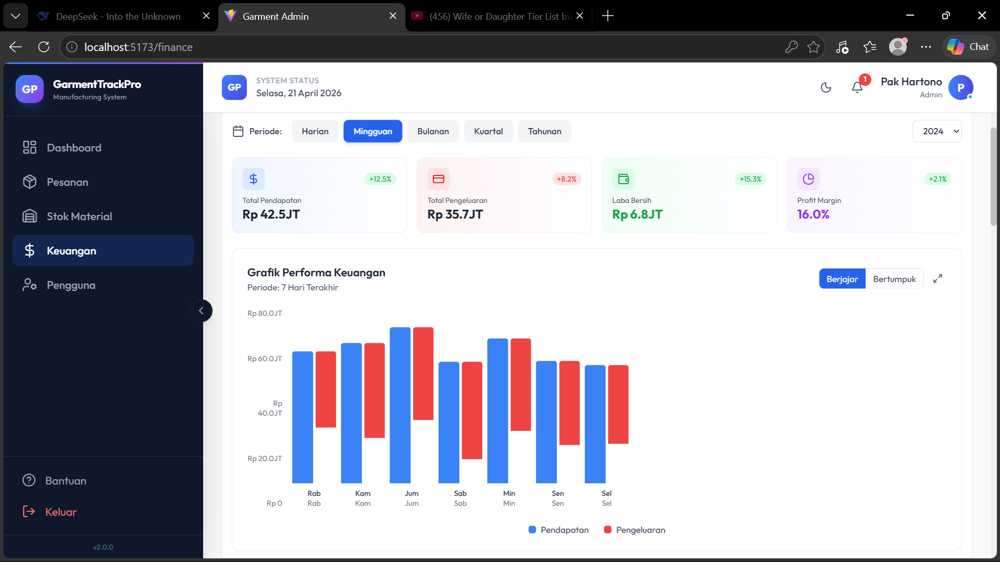 DeepSeek - Into the Unknown
Garment Admin
(456) Wife or Daughter Tier List bu
localhost:5173/finance
Chat
GP
GarmentTrackPro
Manufacturing System
Dashboard
Pesanan
Stok Material
Keuangan
Pengguna
Bantuan
Keluar
v2.0.0
GP
SYSTEM STATUS
Selasa, 21 April 2026
1
Pak Hartono
Admin
P
Periode:
Harian
Mingguan
Bulanan
Kuartal
Tahunan
2024
+12.5%
Total Pendapatan
Rp 42.5JT
+8.2%
Total Pengeluaran
Rp 35.7JT
+15.3%
Laba Bersih
Rp 6.8JT
+2.1%
Profit Margin
16.0%
Grafik Performa Keuangan
Periode: 7 Hari Terakhir
Berjajar
Bertumpuk
Rp 80.0JT
Rp 60.0JT
Rp
40.0JT
Rp 20.0JT
Rp 0
Rab Kam Jum Sab Min Sen Sel
Rab Kam Jum Sab Min Sen Sel
Pendapatan
Pengeluaran